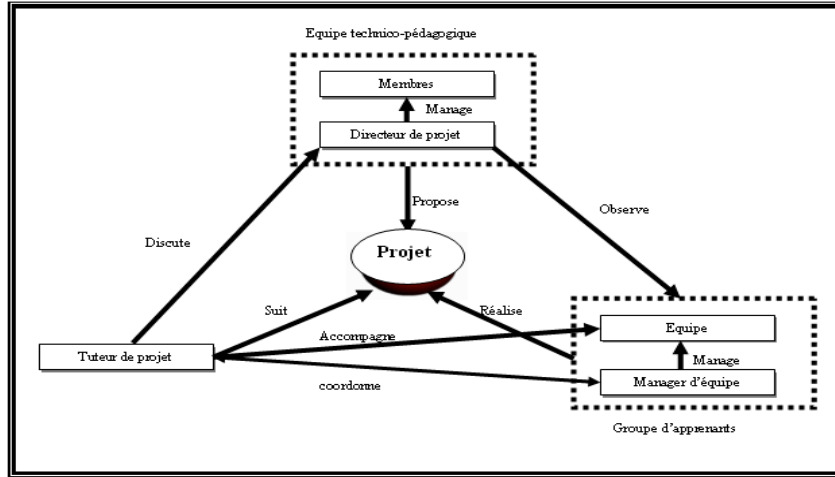 Equipe technico-pédagogique
Membres
Manage
Directeur de projet
Propose
Observe
Discute
Projet
Suit
Réalise
Accompagne
Equipe
Tuteur de projet
Manage
coordonne
Manager d'équipe
Groupe d'apprenants